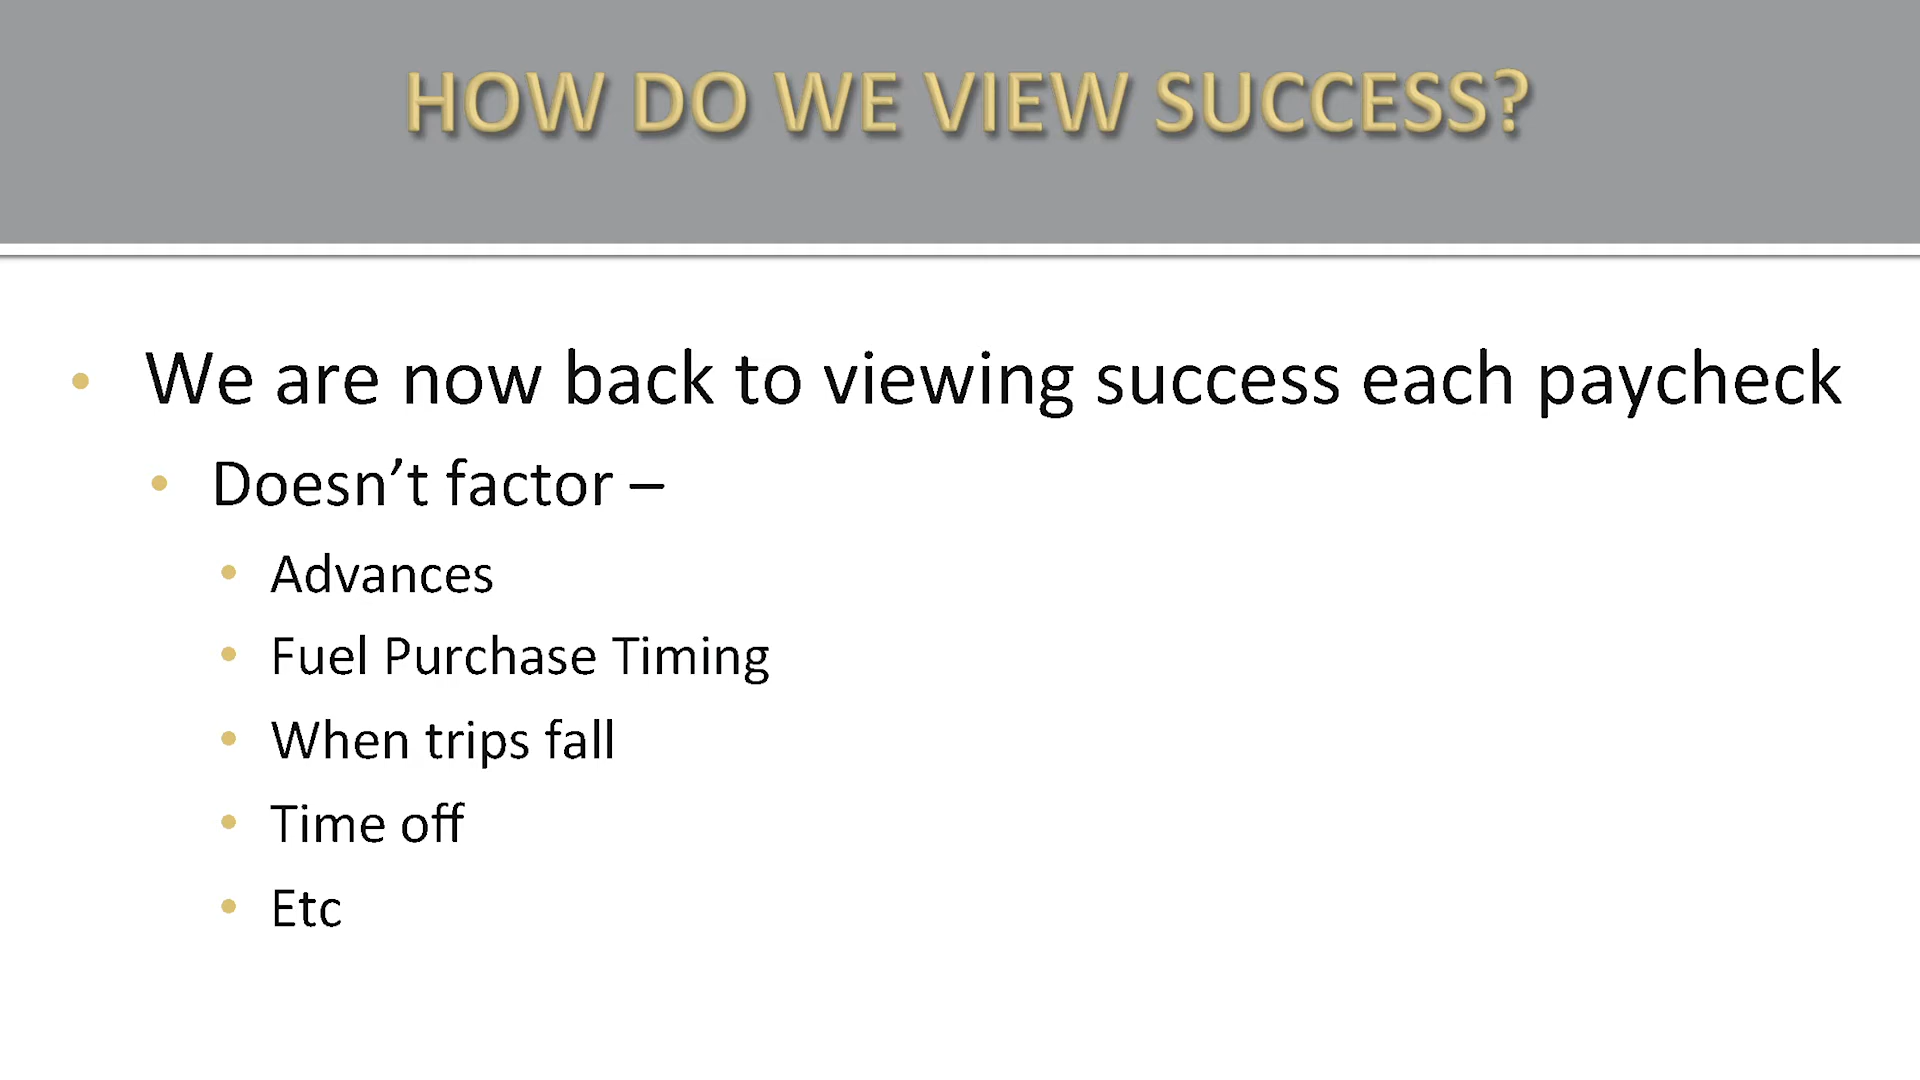 HOW DO WE VIEW SUCCESS?
• We are now back to viewing success each paycheck
• Doesn’t factor –
• Advances
• Fuel Purchase Timing
• When trips fall
• Time off
• Etc